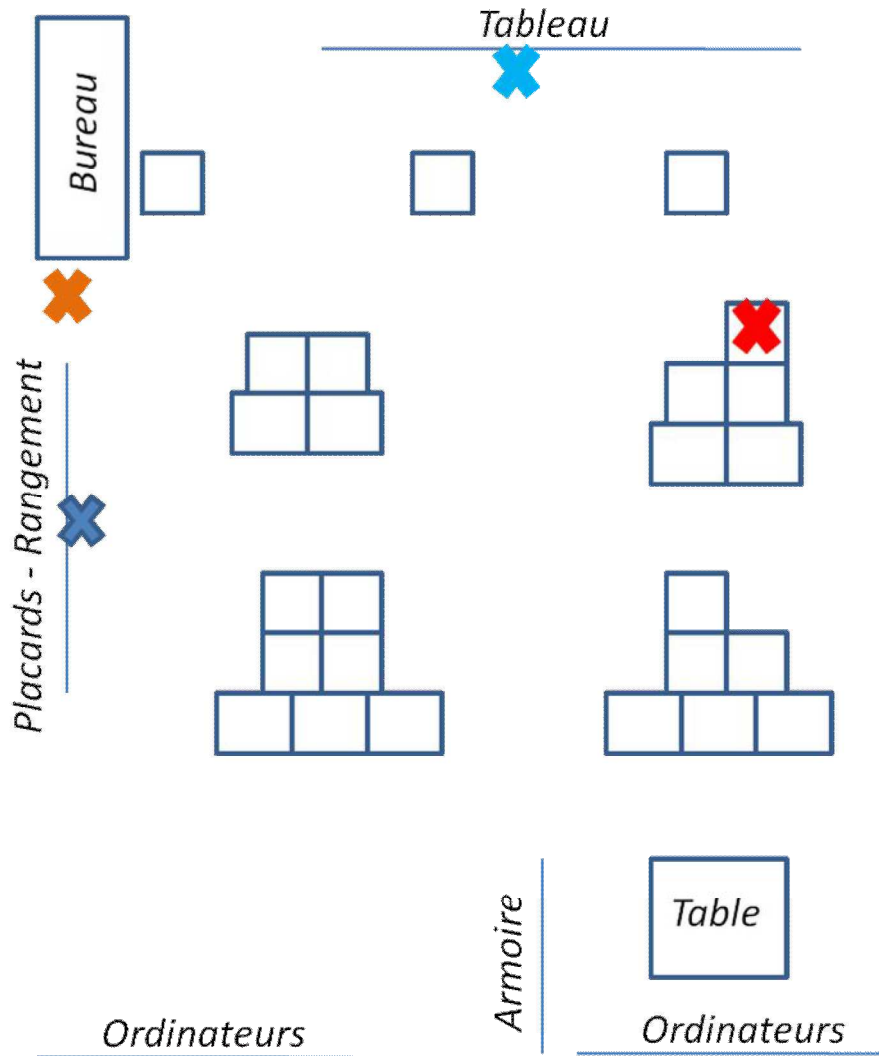 Tableau
Bureau
Placards - Rangement
Armoire
Table
Ordinateurs
Ordinateurs